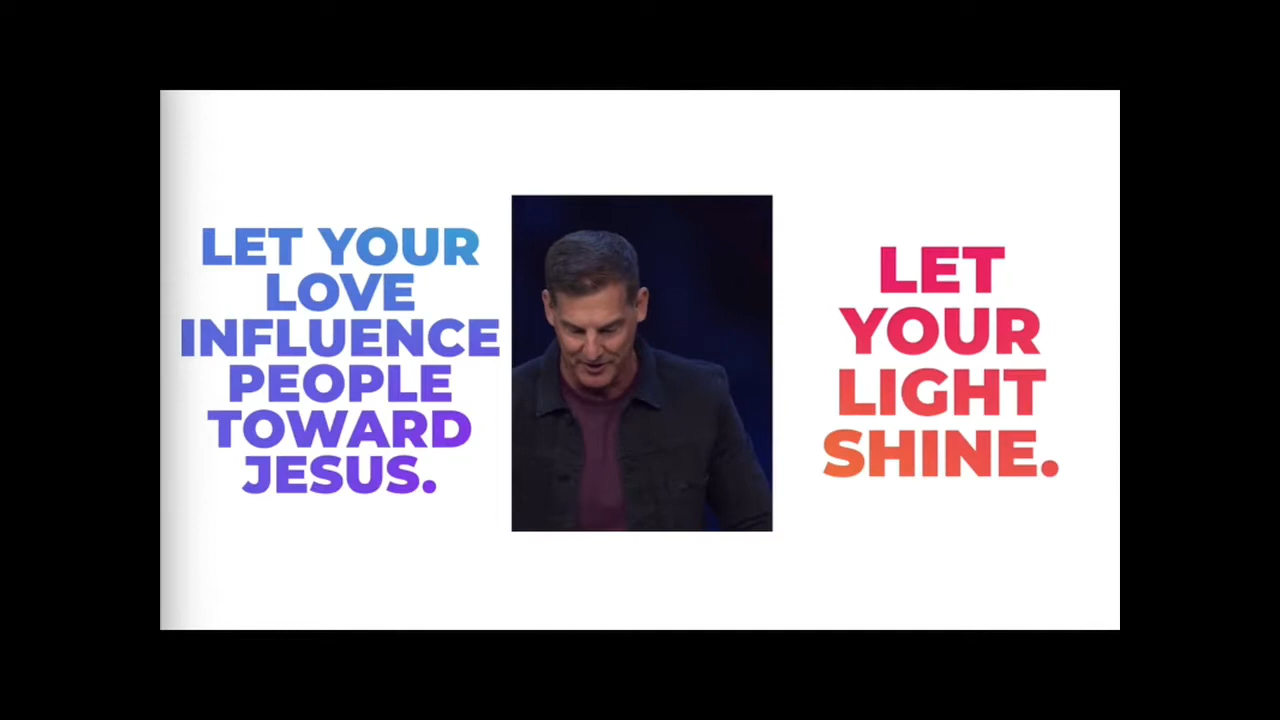 LET YOUR
LOVE
INFLUENCE
PEOPLE
TOWARD
JESUS.
LET
YOUR
LIGHT
SHINE.